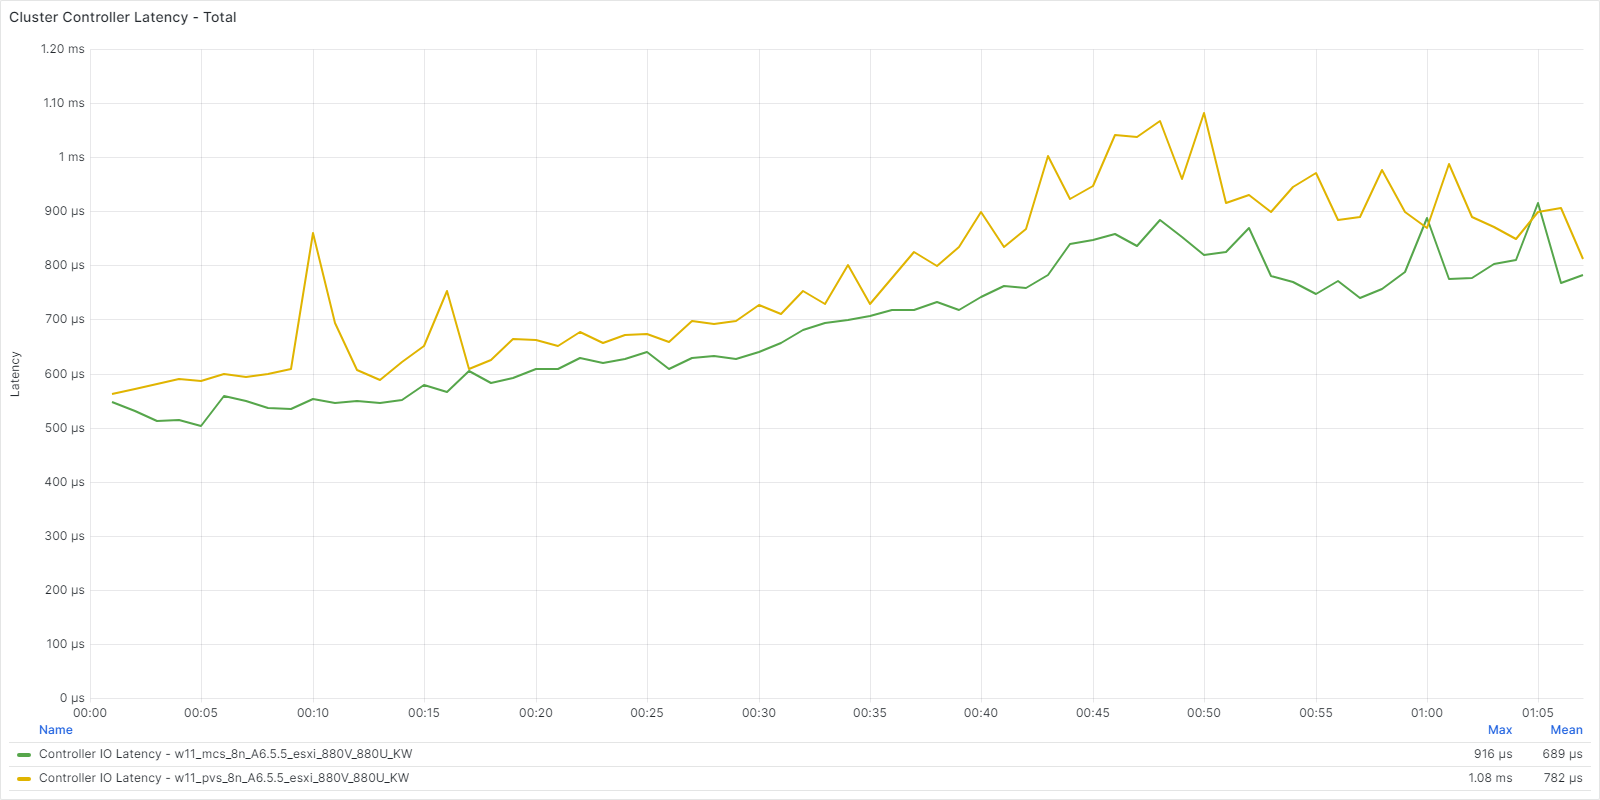 Cluster Controller Latency - Total
1.20 ms
1.10 ms
1 ms
900 µs
800 µs
700 µs
600 µs
500 µs
400 µs
300 µs
200 µs
100 µs
0 µs
Latency
00:00 00:05 00:10 00:15 00:20 00:25 00:30 00:35 00:40 00:45 00:50 00:55 01:00 01:05
Name Max Mean
Controller IO Latency - w11_mcs_8n_A6.5.5_esxi_880V_880U_KW 916 µs 689 µs
Controller IO Latency - w11_pvs_8n_A6.5.5_esxi_880V_880U_KW 1.08 ms 782 µs